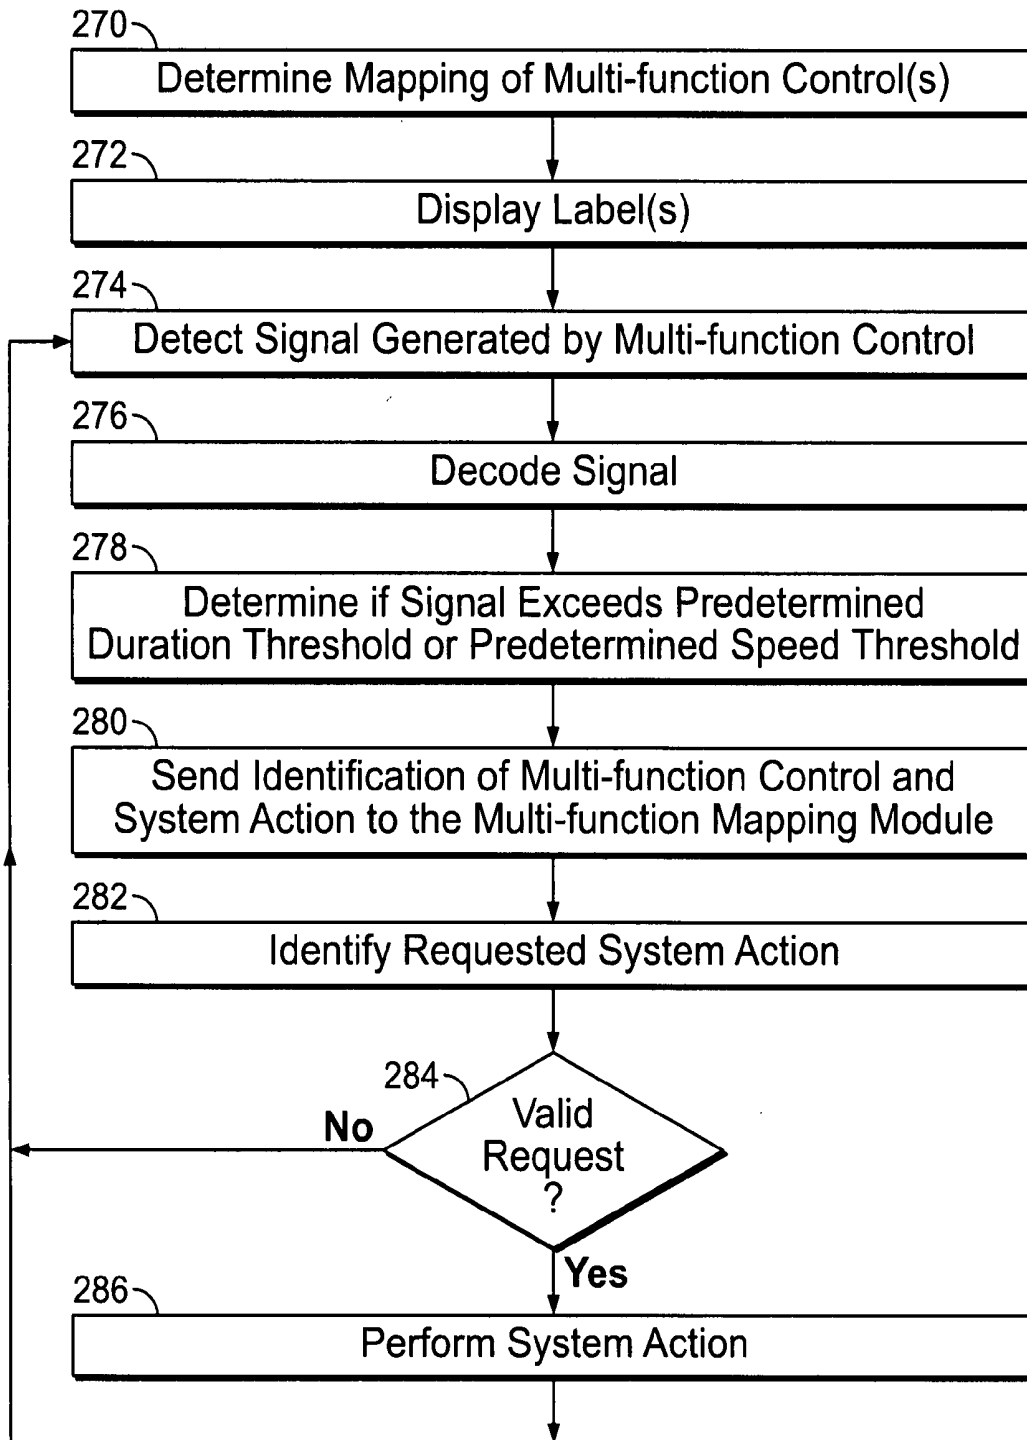 270
Determine Mapping of Multi-function Control(s)
272
Display Label(s)
274
Detect Signal Generated by Multi-function Control
276
Decode Signal
278
Determine if Signal Exceeds Predetermined
Duration Threshold or Predetermined Speed Threshold
280
Send Identification of Multi-function Control and
System Action to the Multi-function Mapping Module
282
Identify Requested System Action
284
Valid
Request
?
No
Yes
286
Perform System Action